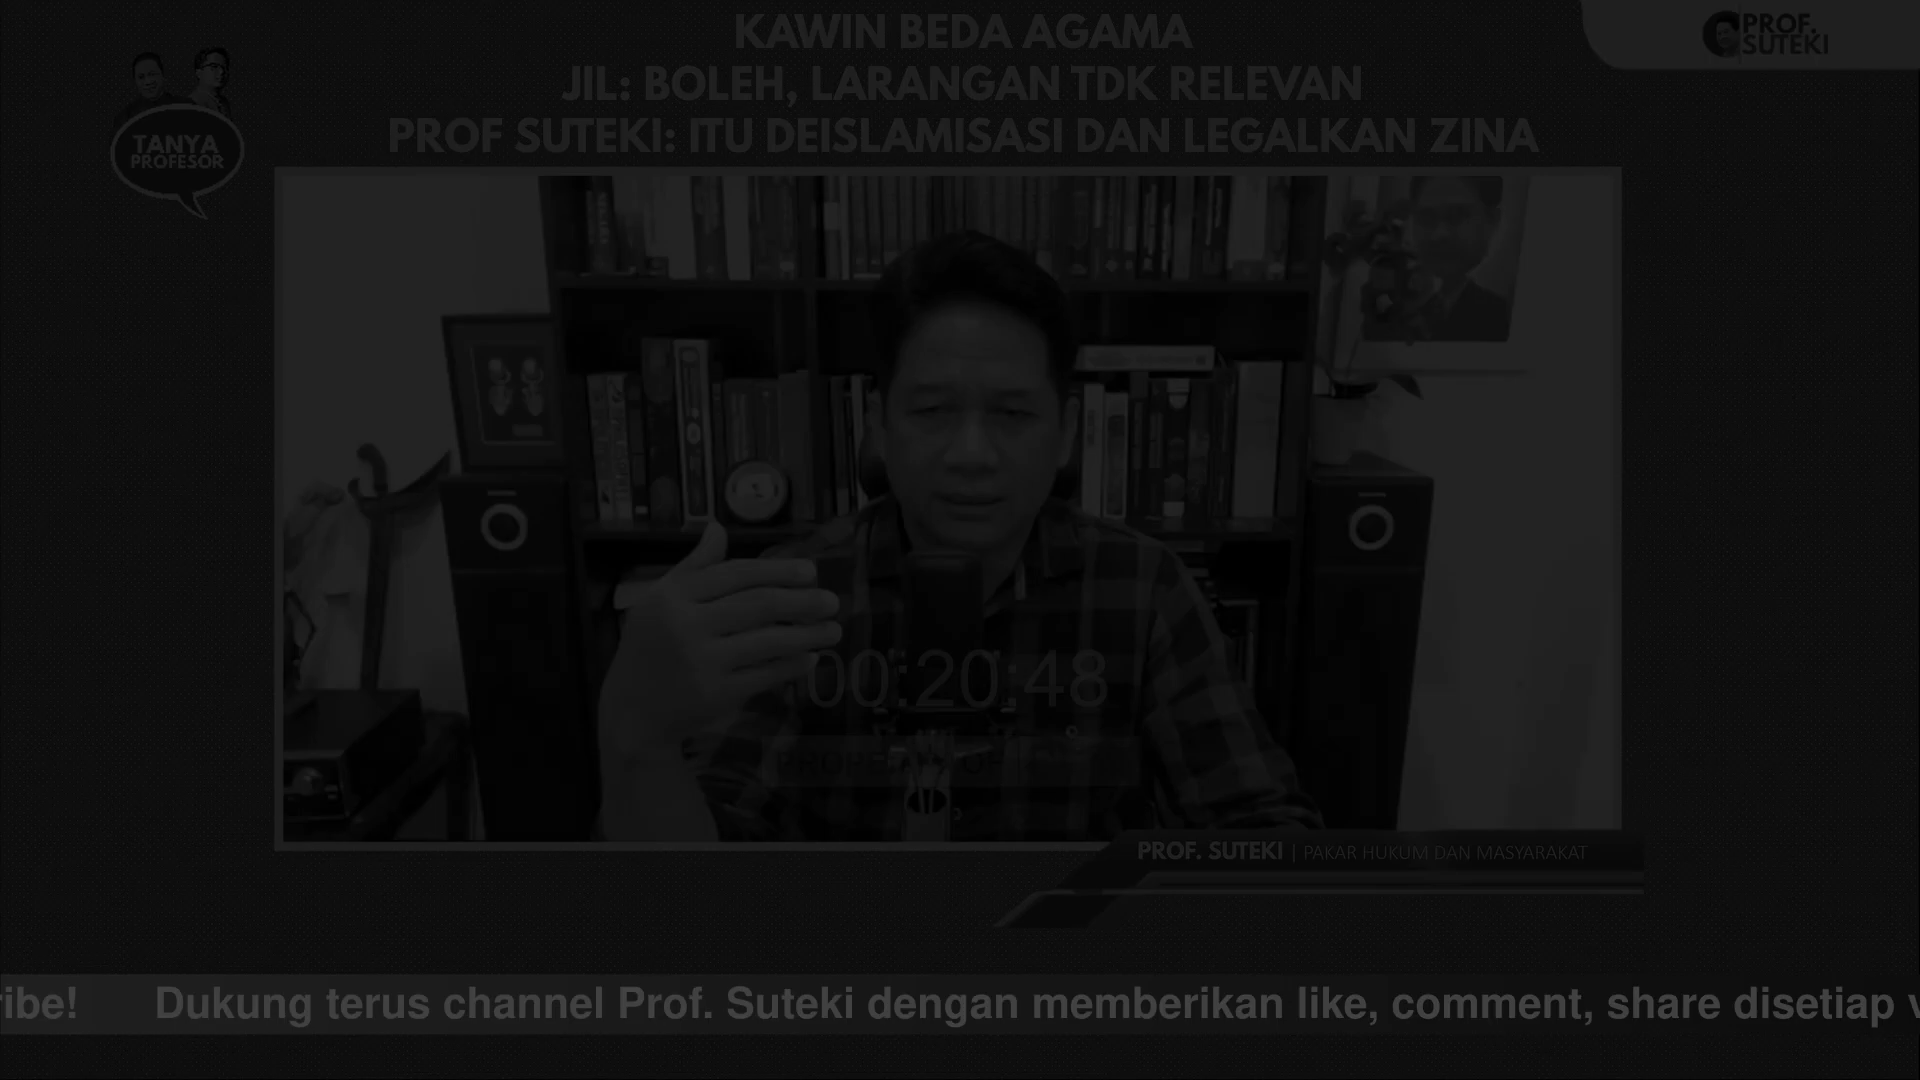 KAWIN BEDA AGAMA
JIL: BOLEH, LARANGAN TDK RELEVAN
PROF SUTEKI: ITU DEISLAMISASI DAN LEGALKAN ZINA
PROF.
SUTEKI
TANYA
PROFESOR
00:20:48
PROF. SUTEKI | PAKAR HUKUM DAN MASYARAKAT
ribe! Dukung terus channel Prof. Suteki dengan memberikan like, comment, share disetiap v